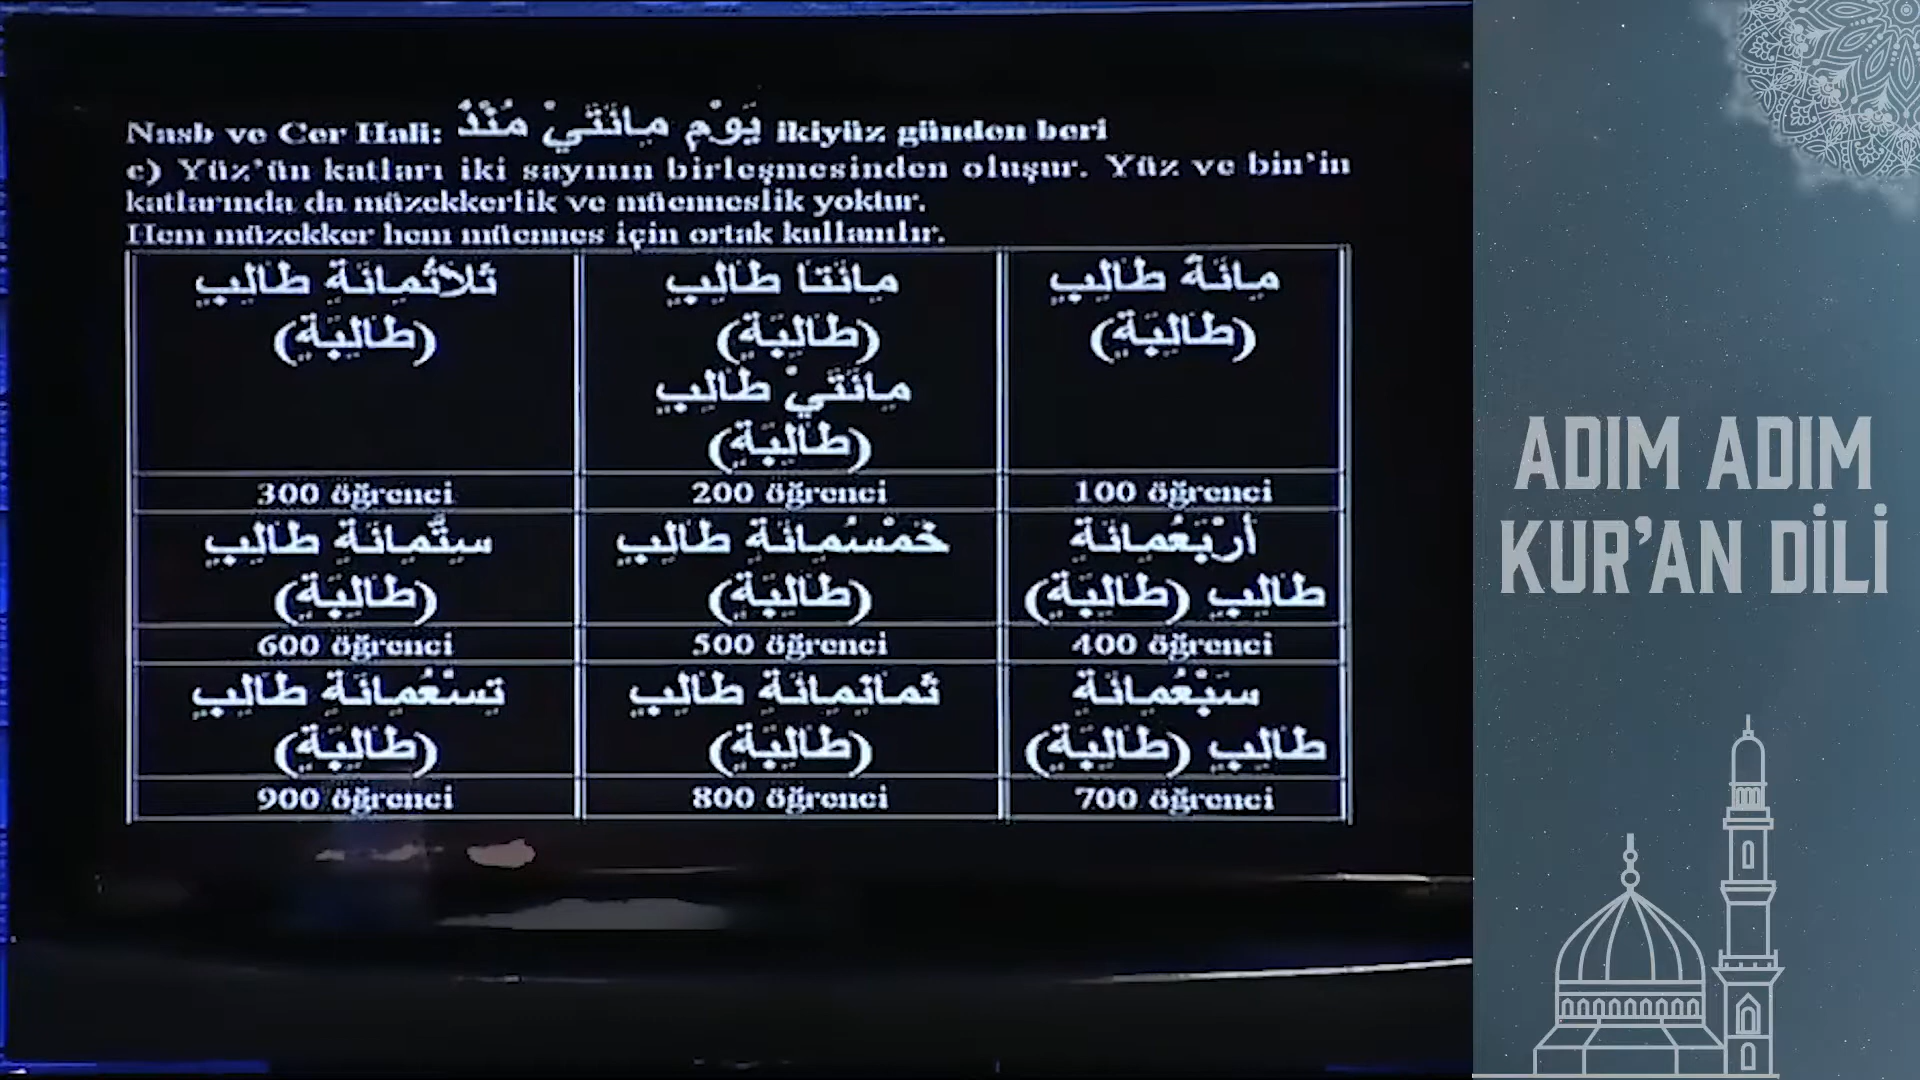 Nasb ve Cer Hali: يَوْم مِائَتَيْ مُنْذُ ikiyüz günden beri
c) Yüz’ün katları iki sayının birleşmesinden oluşur. Yüz ve bin’in
katlarında da müzekkerlik ve müenneslik yoktur.
Hem müzekker hem müennes için ortak kullanılır.
مِائَةُ طَالِبٍ
(طَالِبَةٍ)
مِائَتَا طَالِبٍ
(طَالِبَةٍ)
مِائَتَيْ طَالِبٍ
(طَالِبَةٍ)
ثَلاَثُمِائَةِ طَالِبٍ
(طَالِبَةٍ)
300 öğrenci
200 öğrenci
100 öğrenci
أَرْبَعُمِائَةِ
طَالِبٍ (طَالِبَةٍ)
خَمْسُمِائَةِ طَالِبٍ
(طَالِبَةٍ)
سِتُّمِائَةِ طَالِبٍ
(طَالِبَةٍ)
600 öğrenci
500 öğrenci
400 öğrenci
سَبْعُمِائَةِ
طَالِبٍ (طَالِبَةٍ)
ثَمانِمِائَةِ طَالِبٍ
(طَالِبَةٍ)
تِسْعُمِائَةِ طَالِبٍ
(طَالِبَةٍ)
900 öğrenci
800 öğrenci
700 öğrenci
ADIM ADIM
KUR’AN DİLİ